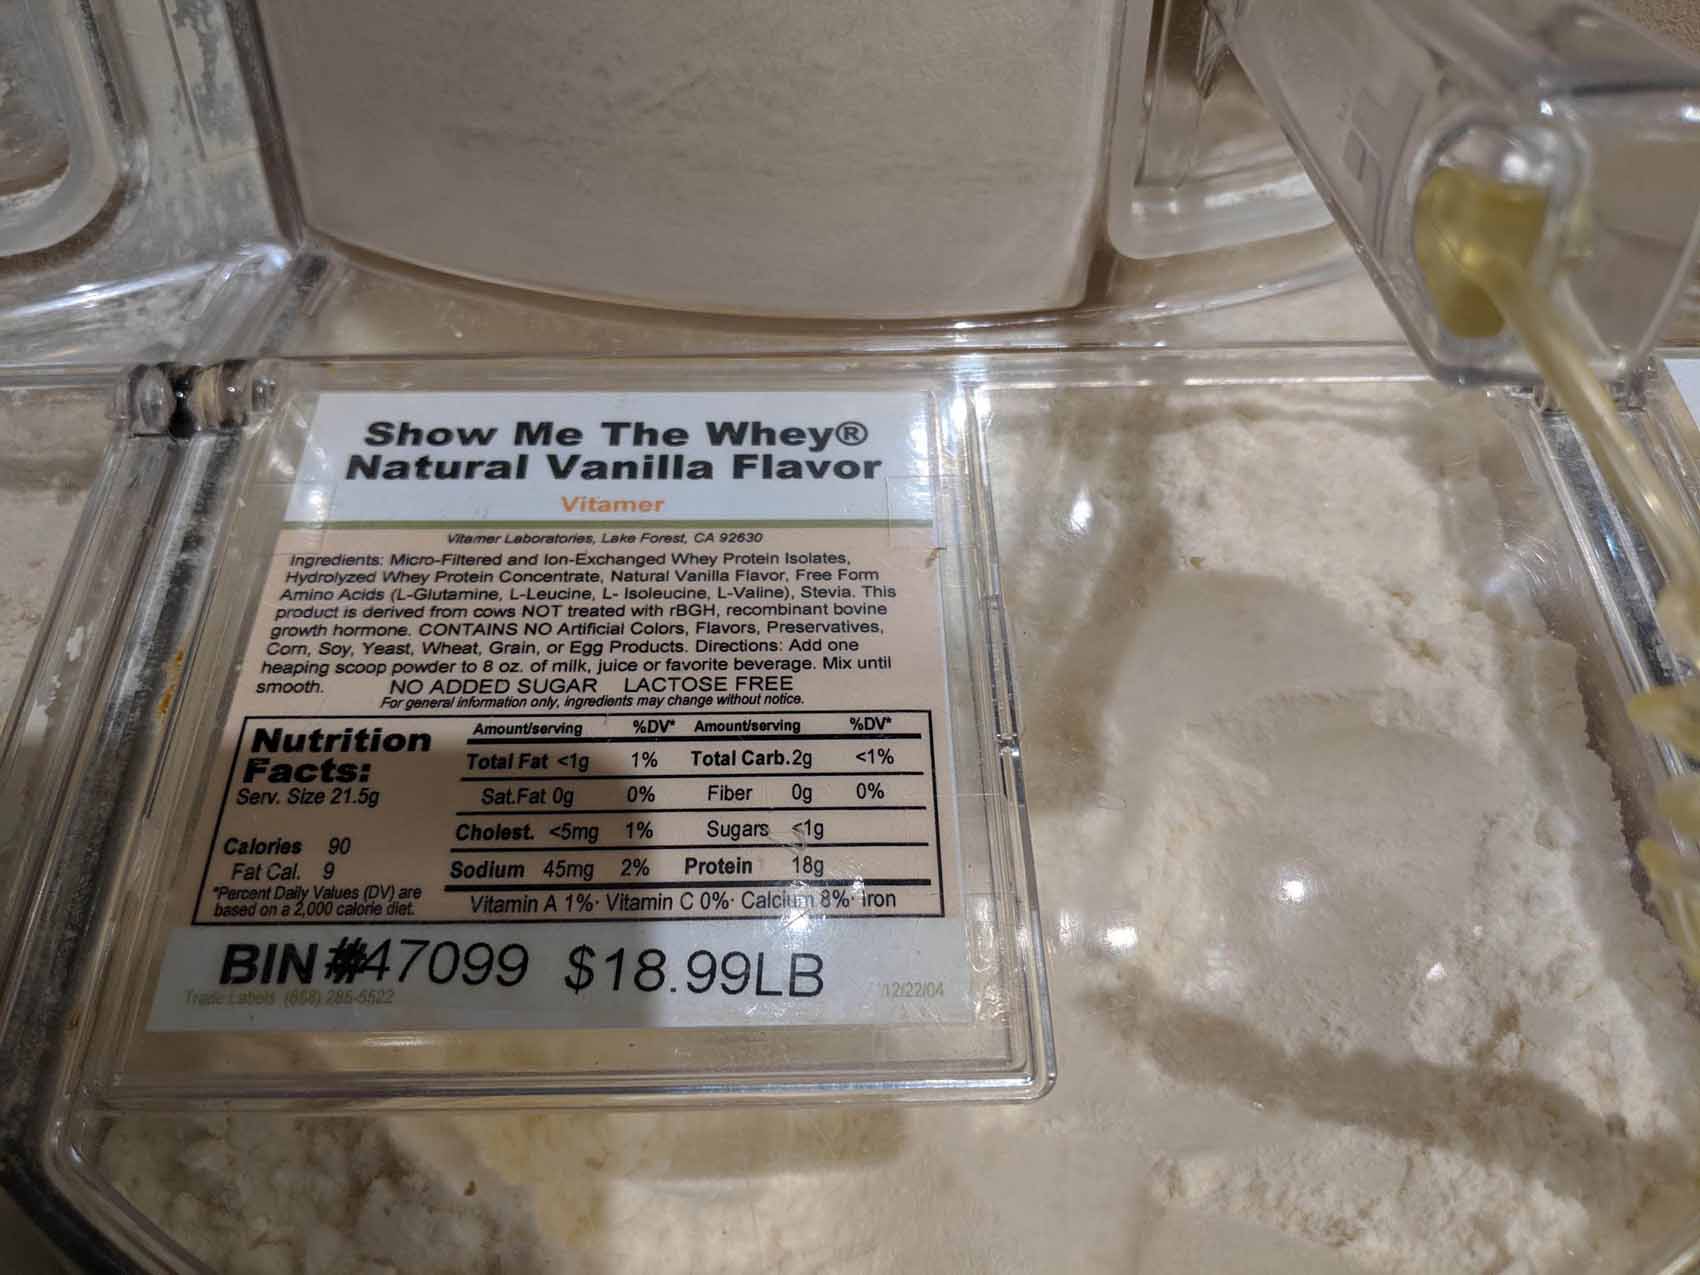 Show Me The Whey®
Natural Vanilla Flavor
Vitamer
Vitamer Laboratories, Lake Forest, CA 92630
Ingredients: Micro-Filtered and Ion-Exchanged Whey Protein Isolates,
Hydrolyzed Whey Protein Concentrate, Natural Vanilla Flavor, Free Form
Amino Acids (L-Glutamine, L-Leucine, L- Isoleucine, L-Valine), Stevia. This
product is derived from cows NOT treated with rBGH, recombinant bovine
growth hormone. CONTAINS NO Artificial Colors, Flavors, Preservatives,
Corn, Soy, Yeast, Wheat, Grain, or Egg Products. Directions: Add one
heaping scoop powder to 8 oz. of milk, juice or favorite beverage. Mix until
smooth. NO ADDED SUGAR LACTOSE FREE
For general information only, ingredients may change without notice.
Nutrition
Facts:
Serv. Size 21.5g
Calories 90
Fat Cal. 9
*Percent Daily Values (DV) are
based on a 2,000 calorie diet.
Amount/serving %DV* Amount/serving %DV*
Total Fat <1g 1% Total Carb. 2g <1%
Sat.Fat 0g 0% Fiber 0g 0%
Cholest. <5mg 1% Sugars <1g
Sodium 45mg 2% Protein 18g
Vitamin A 1%· Vitamin C 0%· Calcium 8%· Iron
BIN #47099 $18.99LB
Trade Labels (658) 285-5522
12/22/04